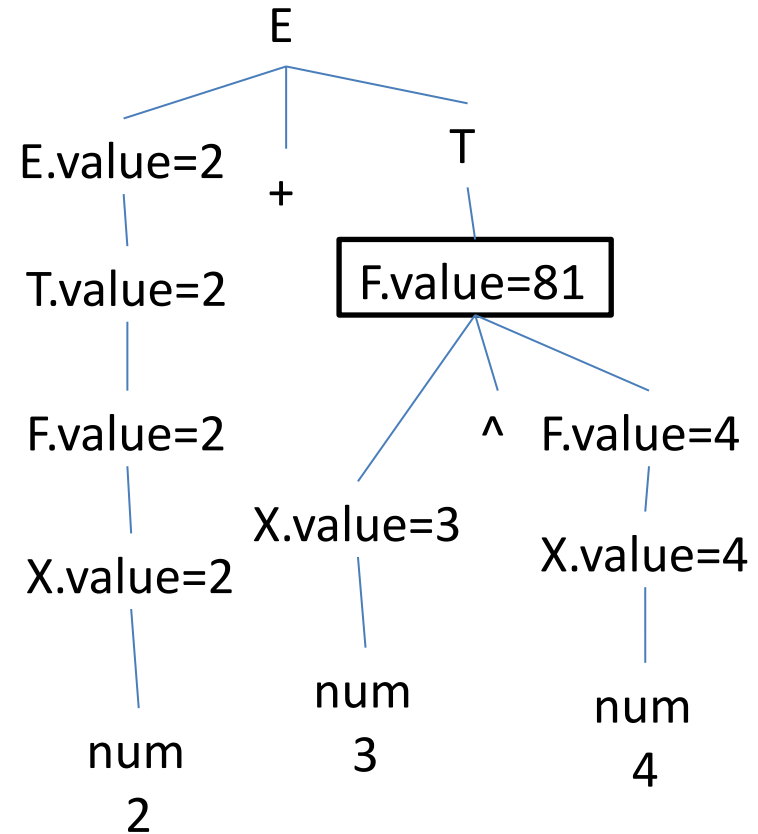 E
E.value=2
+
T
T.value=2
F.value=81
F.value=2
^
F.value=4
X.value=2
X.value=3
X.value=4
num
2
num
3
num
4